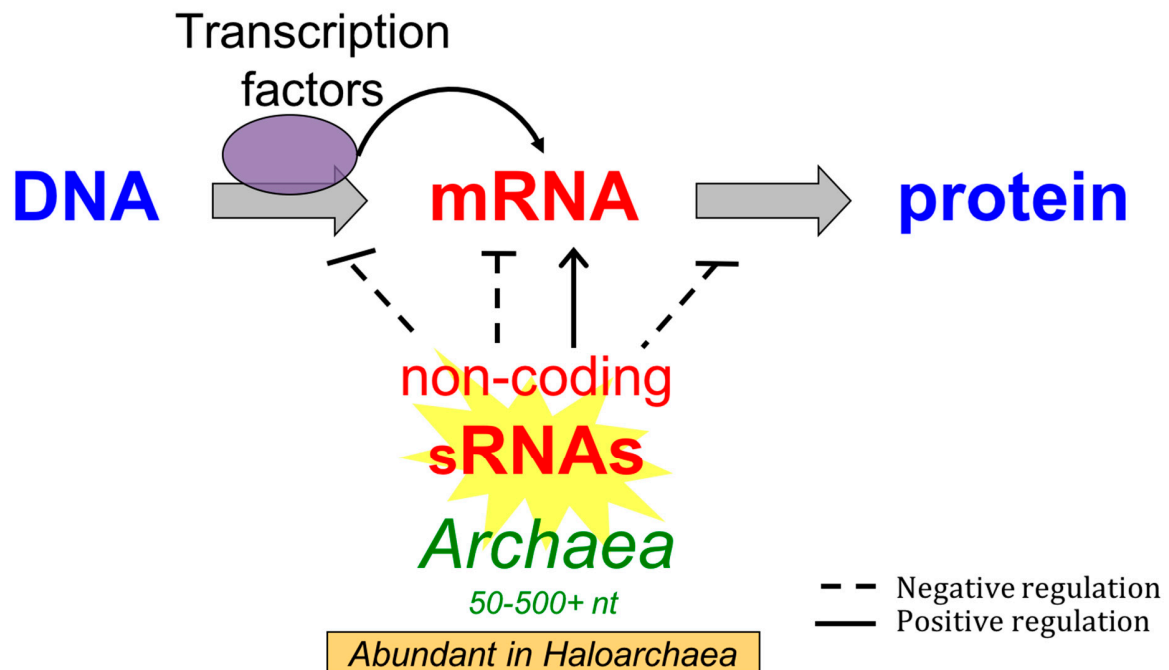 Transcription
factors
DNA
mRNA
protein
non-coding
sRNAs
Archaea
50-500+ nt
Abundant in Haloarchaea
Negative regulation
Positive regulation